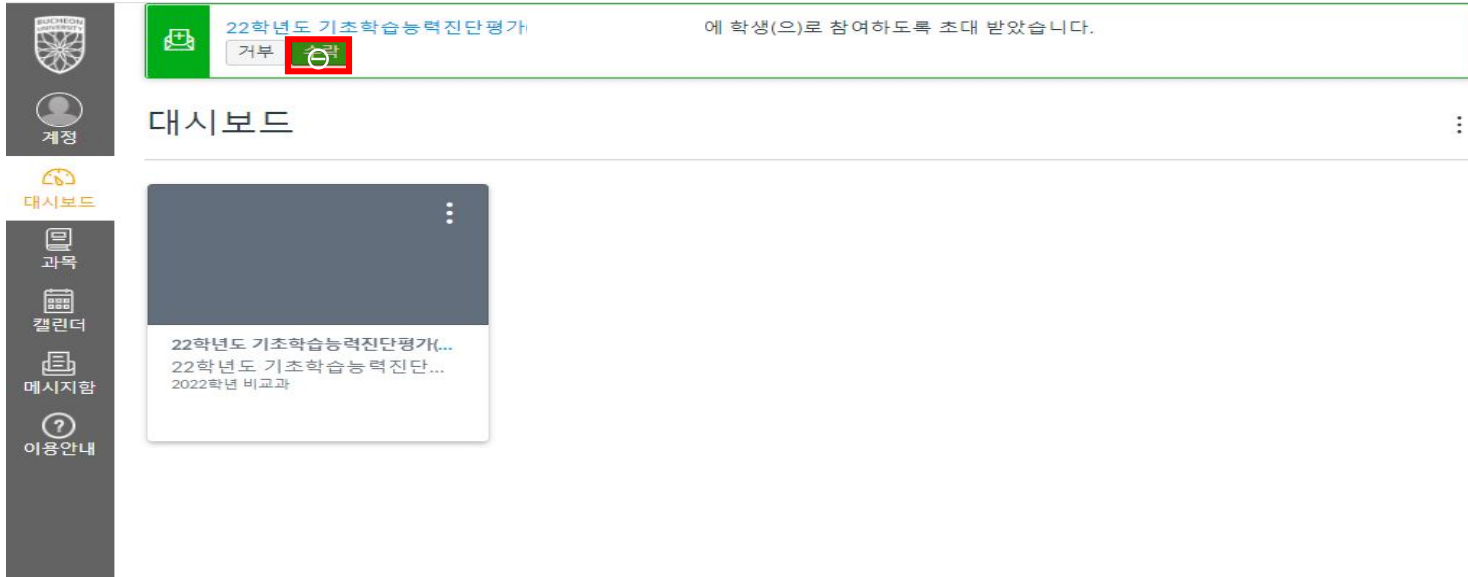 BUCHEON
UNIVERSITY
계정
대시보드
과목
캘린더
메시지함
이용안내
22학년도 기초학습능력진단평가(
에 학생(으)로 참여하도록 초대 받았습니다.
거부
대시보드
22학년도 기초학습능력진단평가(...
22학년도 기초학습능력진단...
2022학년 비교과